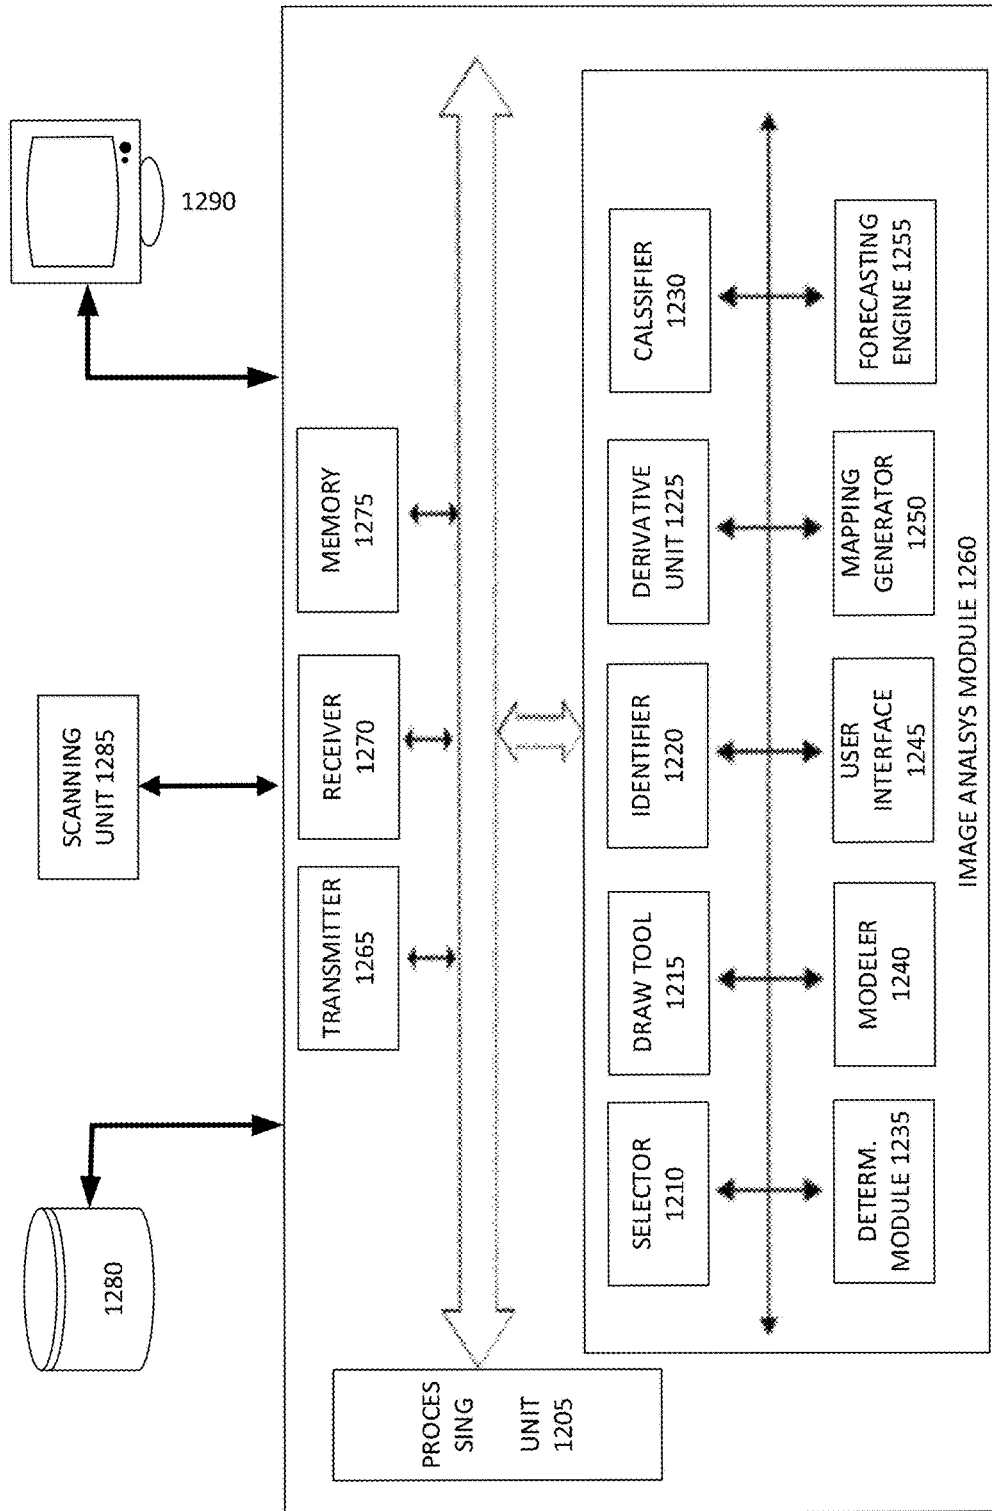 1280
SCANNING
UNIT 1285
1290
PROCES
SING
UNIT
1205
TRANSMITTER
1265
RECEIVER
1270
MEMORY
1275
SELECTOR
1210
DRAW TOOL
1215
IDENTIFIER
1220
DERIVATIVE
UNIT 1225
CALSSIFIER
1230
DETERM.
MODULE 1235
MODELER
1240
USER
INTERFACE
1245
MAPPING
GENERATOR
1250
FORECASTING
ENGINE 1255
IMAGE ANALSYS MODULE 1260